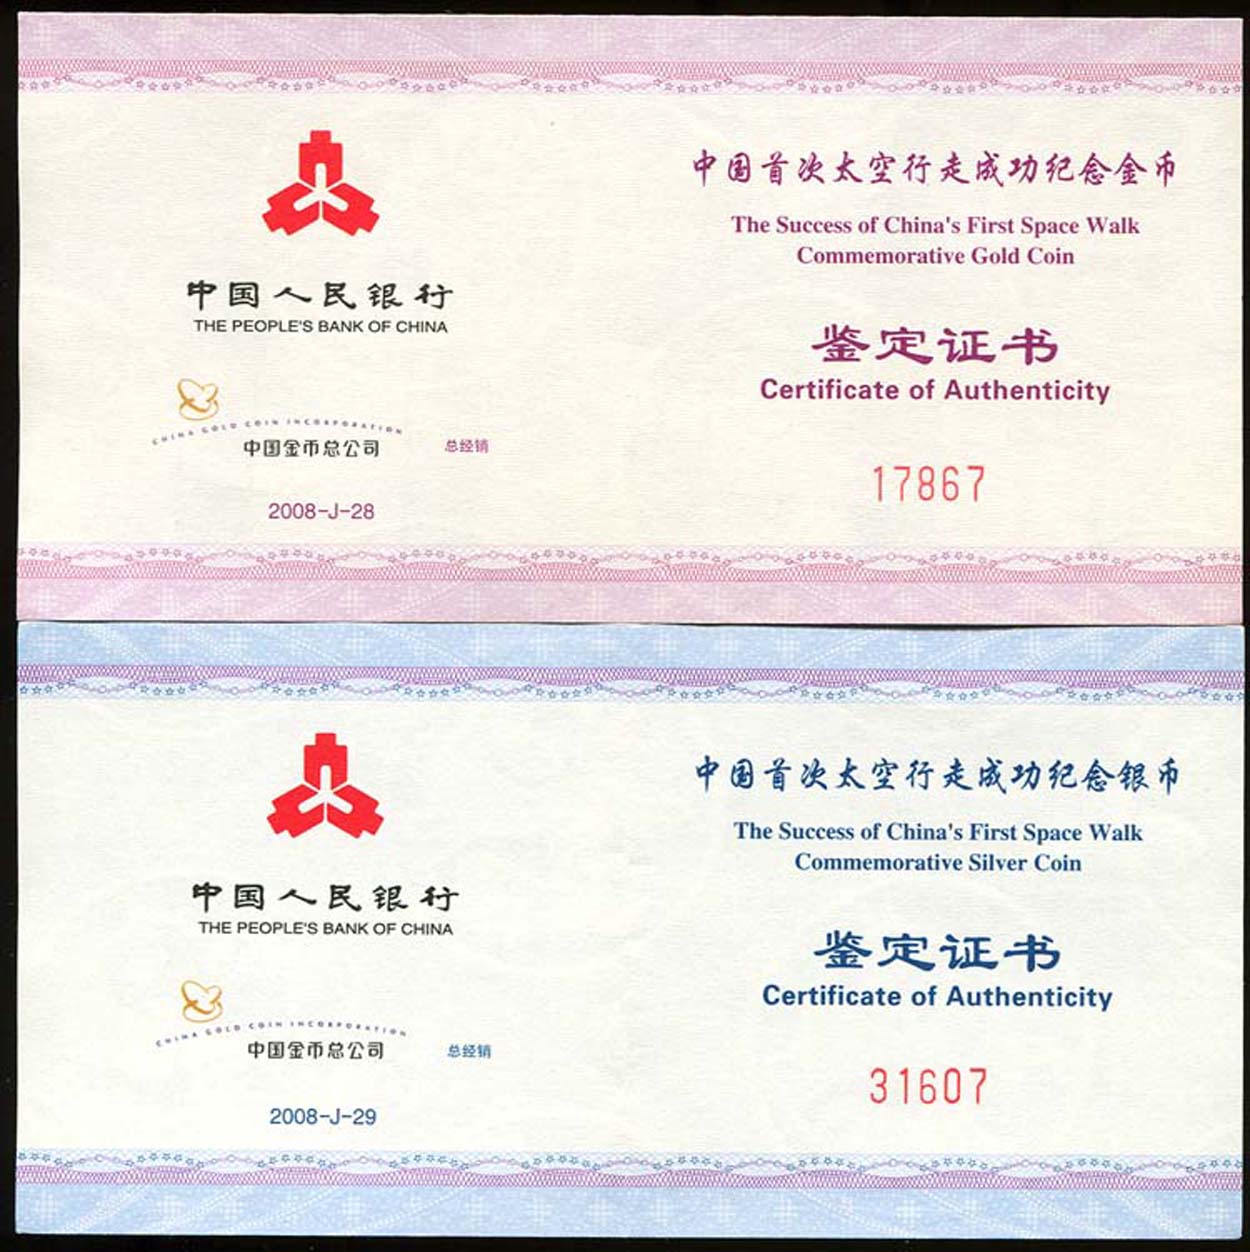 中国人民银行
THE PEOPLE'S BANK OF CHINA
CHINA GOLD COIN INCORPORATION
中国金币总公司
总经销
2008-J-28
中国首次太空行走成功纪念金币
The Success of China's First Space Walk
Commemorative Gold Coin
鉴定证书
Certificate of Authenticity
17867
中国人民银行
THE PEOPLE'S BANK OF CHINA
CHINA GOLD COIN INCORPORATION
中国金币总公司
总经销
2008-J-29
中国首次太空行走成功纪念银币
The Success of China's First Space Walk
Commemorative Silver Coin
鉴定证书
Certificate of Authenticity
31607